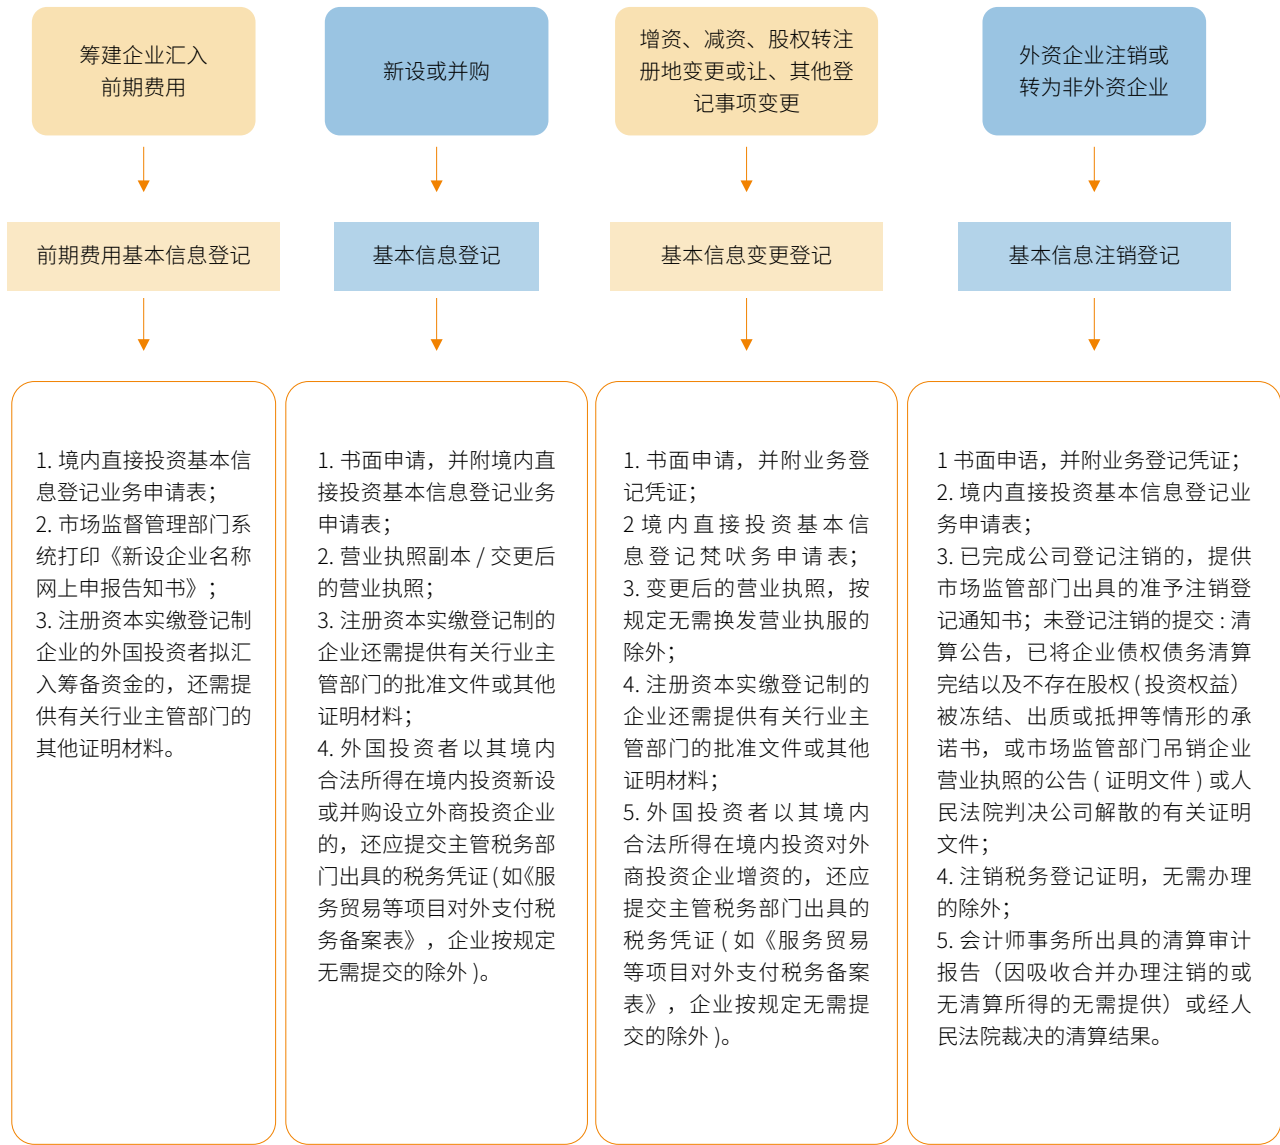 筹建企业汇入
前期费用
新设或并购
增资、减资、股权转注
册地变更或让、其他登
记事项变更
外资企业注销或
转为非外资企业
前期费用基本信息登记
基本信息登记
基本信息变更登记
基本信息注销登记
1. 境内直接投资基本信
息登记业务申请表；
2. 市场监督管理部门系
统打印《新设企业名称
网上申报告知书》；
3. 注册资本实缴登记制
企业的外国投资者拟汇
入筹备资金的，还需提
供有关行业主管部门的
其他证明材料。
1. 书面申请，并附境内直
接投资基本信息登记业务
申请表；
2. 营业执照副本 / 交更后
的营业执照；
3. 注册资本实缴登记制的
企业还需提供有关行业主
管部门的批准文件或其他
证明材料；
4. 外国投资者以其境内
合法所得在境内投资新设
或并购设立外商投资企业
的，还应提交主管税务部
门出具的税务凭证 ( 如《服
务贸易等项目对外支付税
务备案表》，企业按规定
无需提交的除外 )。
1. 书面申请，并附业务登
记凭证；
2 境内直接投资基本信
息登记梵吠务申请表；
3. 变更后的营业执照，按
规定无需换发营业执服的
除外；
4. 注册资本实缴登记制的
企业还需提供有关行业主
管部门的批准文件或其他
证明材料；
5. 外国投资者以其境内
合法所得在境内投资对外
商投资企业增资的，还应
提交主管税务部门出具的
税务凭证 ( 如《服务贸易
等项目对外支付税务备案
表》，企业按规定无需提
交的除外 )。
1 书面申语，并附业务登记凭证；
2. 境内直接投资基本信息登记业
务申请表；
3. 已完成公司登记注销的，提供
市场监管部门出具的准予注销登
记通知书；未登记注销的提交 : 清
算公告，已将企业债权债务清算
完结以及不存在股权 ( 投资权益）
被冻结、出质或抵押等情形的承
诺书，或市场监管部门吊销企业
营业执照的公告 ( 证明文件 ) 或人
民法院判决公司解散的有关证明
文件；
4. 注销税务登记证明，无需办理
的除外；
5. 会计师事务所出具的清算审计
报告（因吸收合并办理注销的或
无清算所得的无需提供）或经人
民法院裁决的清算结果。